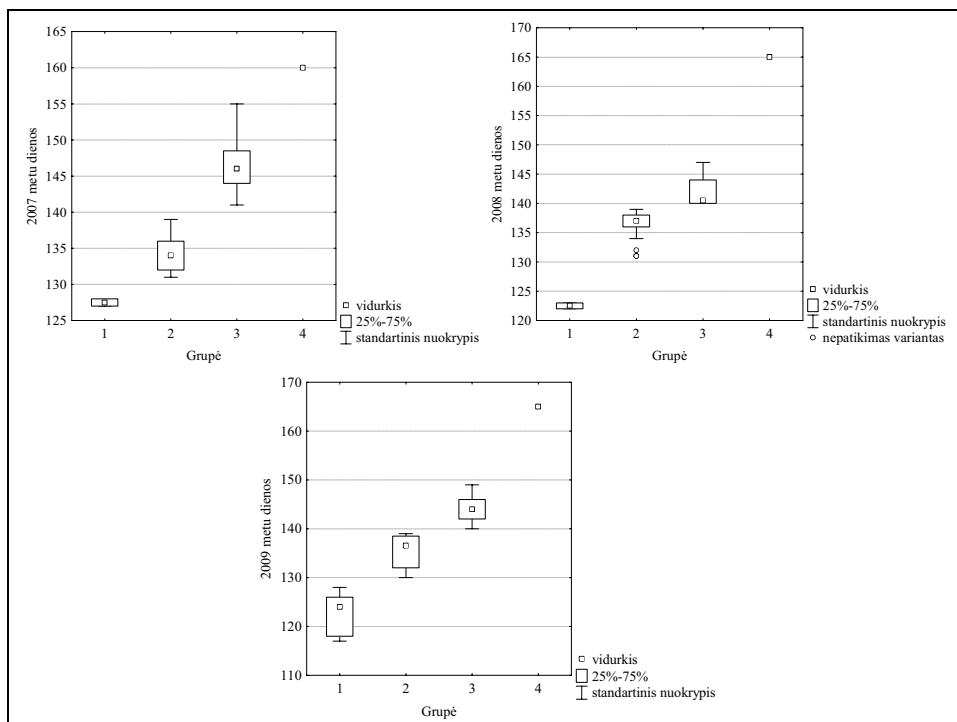 165
160
155
150
145
140
135
130
125
2007 metu dienos
1 2 3 4
Grupė
vidurkis
25%-75%
standartinis nuokrypis
170
165
160
155
150
145
140
135
130
125
120
2008 metu dienos
1 2 3 4
Grupė
vidurkis
25%-75%
standartinis nuokrypis
nepatikimas variantas
170
160
150
140
130
120
110
2009 metu dienos
1 2 3 4
Grupė
vidurkis
25%-75%
standartinis nuokrypis